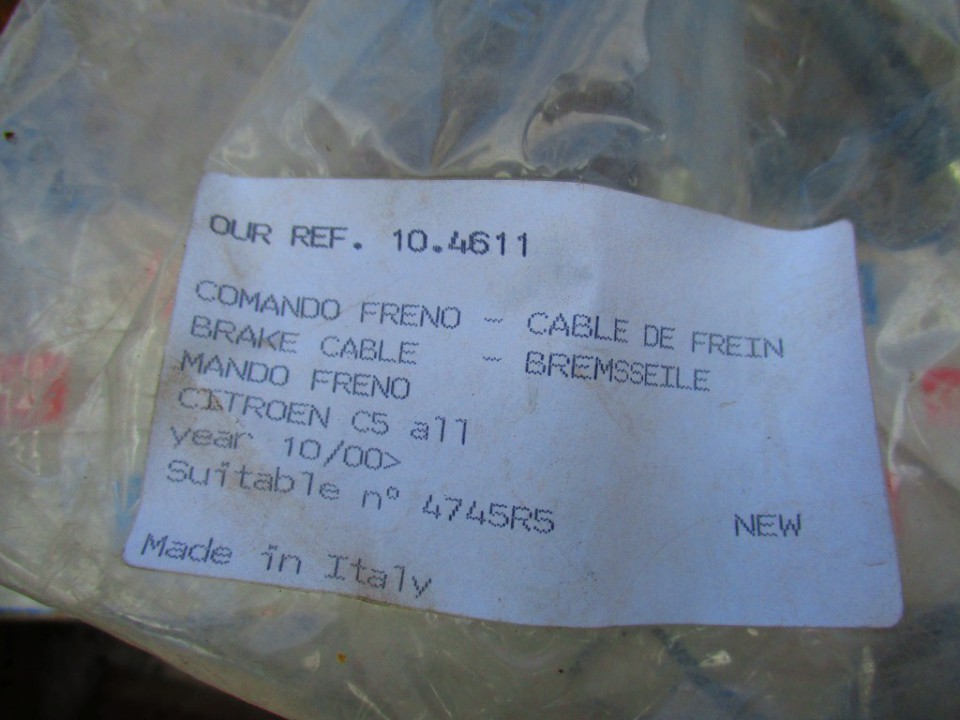 OUR REF. 10.4611
COMANDO FRENO - CABLE DE FREIN
BRAKE CABLE - BREMSSEILE
MANDO FRENO
CITROEN C5 all
year 10/00>
Suitable n° 4745R5
NEW
Made in Italy